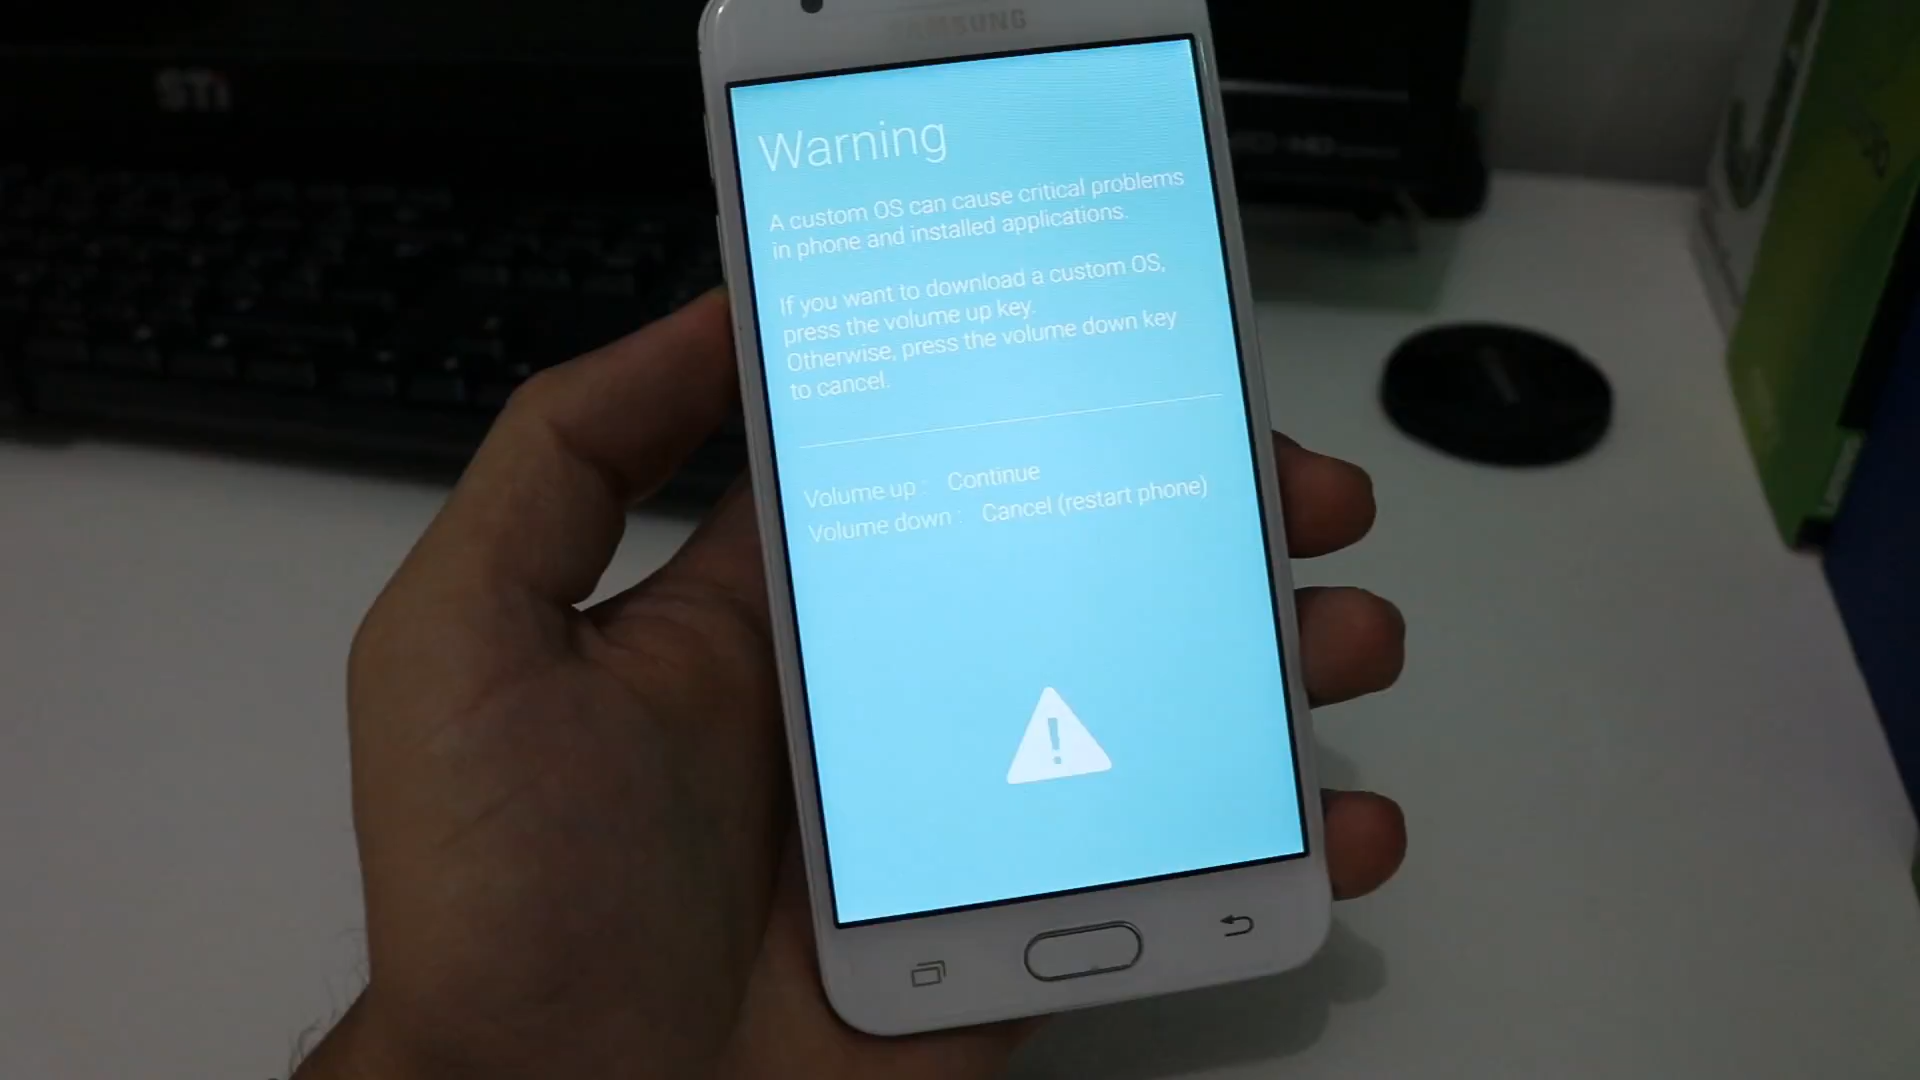 STi
SAMSUNG
Warning
A custom OS can cause critical problems
in phone and installed applications.
If you want to download a custom OS,
press the volume up key.
Otherwise, press the volume down key
to cancel.
Volume up : Continue
Volume down : Cancel (restart phone)